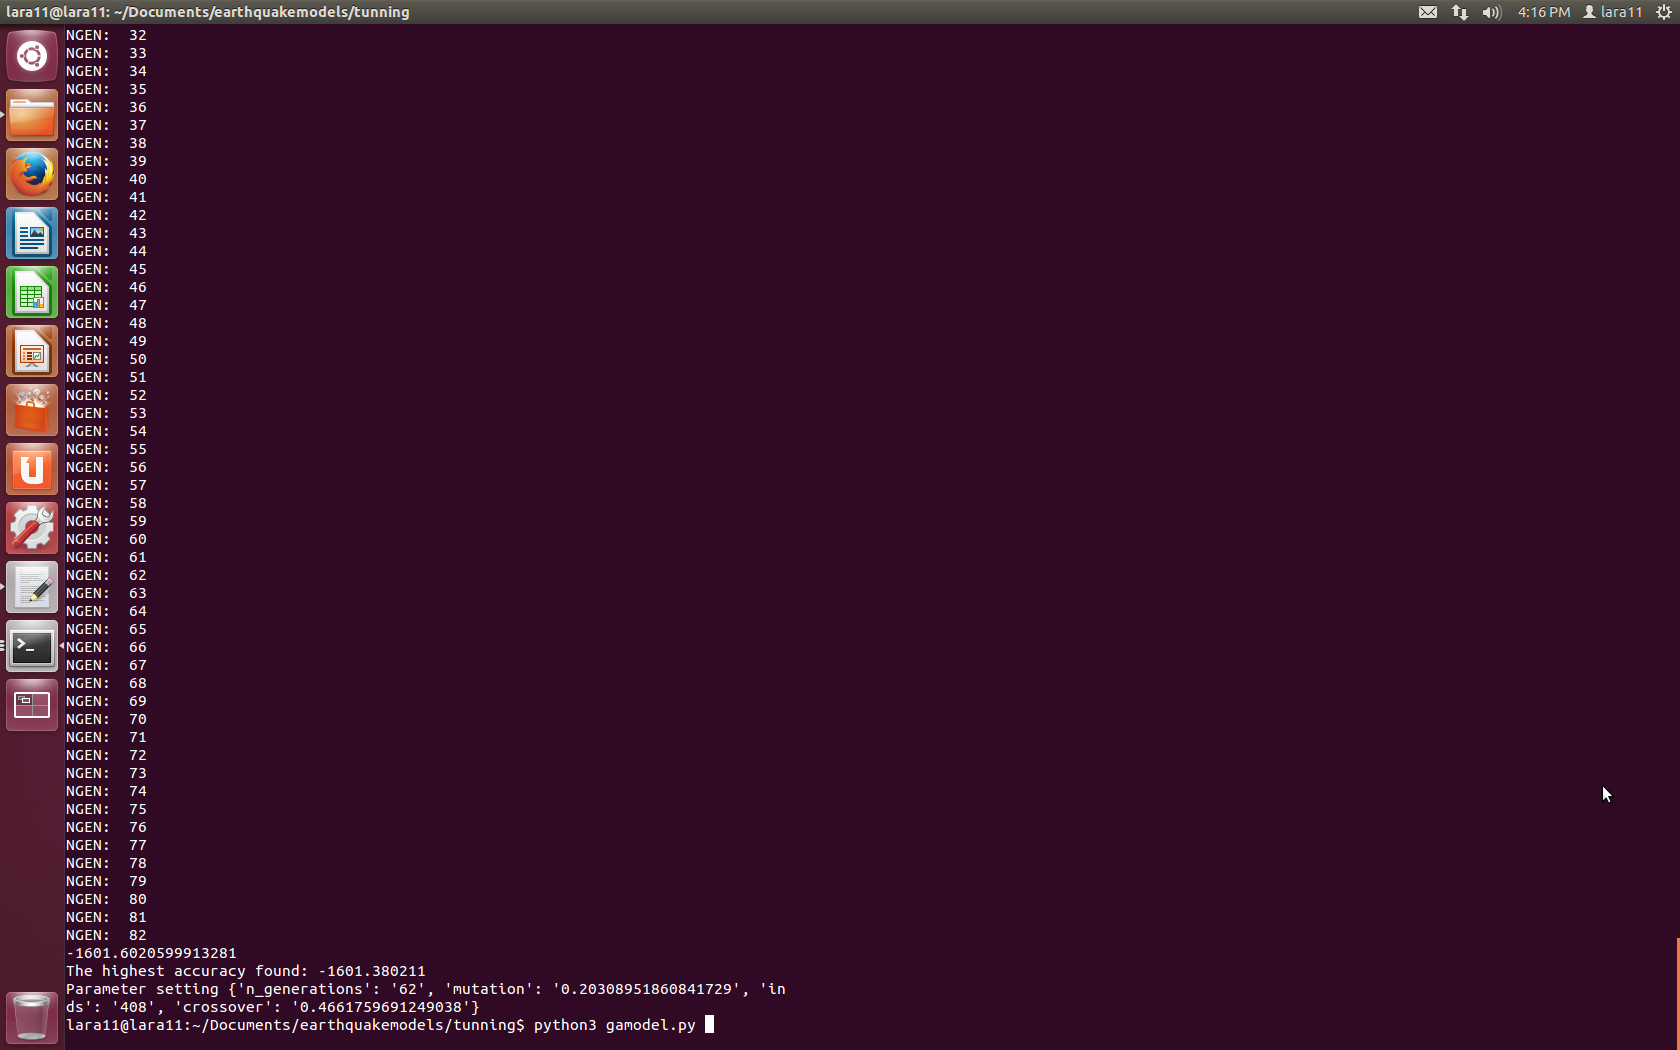 lara11@lara11: ~/Documents/earthquakemodels/tunning
4:16 PM lara11
NGEN:  32
NGEN:  33
NGEN:  34
NGEN:  35
NGEN:  36
NGEN:  37
NGEN:  38
NGEN:  39
NGEN:  40
NGEN:  41
NGEN:  42
NGEN:  43
NGEN:  44
NGEN:  45
NGEN:  46
NGEN:  47
NGEN:  48
NGEN:  49
NGEN:  50
NGEN:  51
NGEN:  52
NGEN:  53
NGEN:  54
NGEN:  55
NGEN:  56
NGEN:  57
NGEN:  58
NGEN:  59
NGEN:  60
NGEN:  61
NGEN:  62
NGEN:  63
NGEN:  64
NGEN:  65
NGEN:  66
NGEN:  67
NGEN:  68
NGEN:  69
NGEN:  70
NGEN:  71
NGEN:  72
NGEN:  73
NGEN:  74
NGEN:  75
NGEN:  76
NGEN:  77
NGEN:  78
NGEN:  79
NGEN:  80
NGEN:  81
NGEN:  82
-1601.6020599913281
The highest accuracy found: -1601.380211
Parameter setting {'n_generations': '62', 'mutation': '0.20308951860841729', 'in
ds': '408', 'crossover': '0.4661759691249038'}
lara11@lara11:~/Documents/earthquakemodels/tunning$ python3 gamodel.py